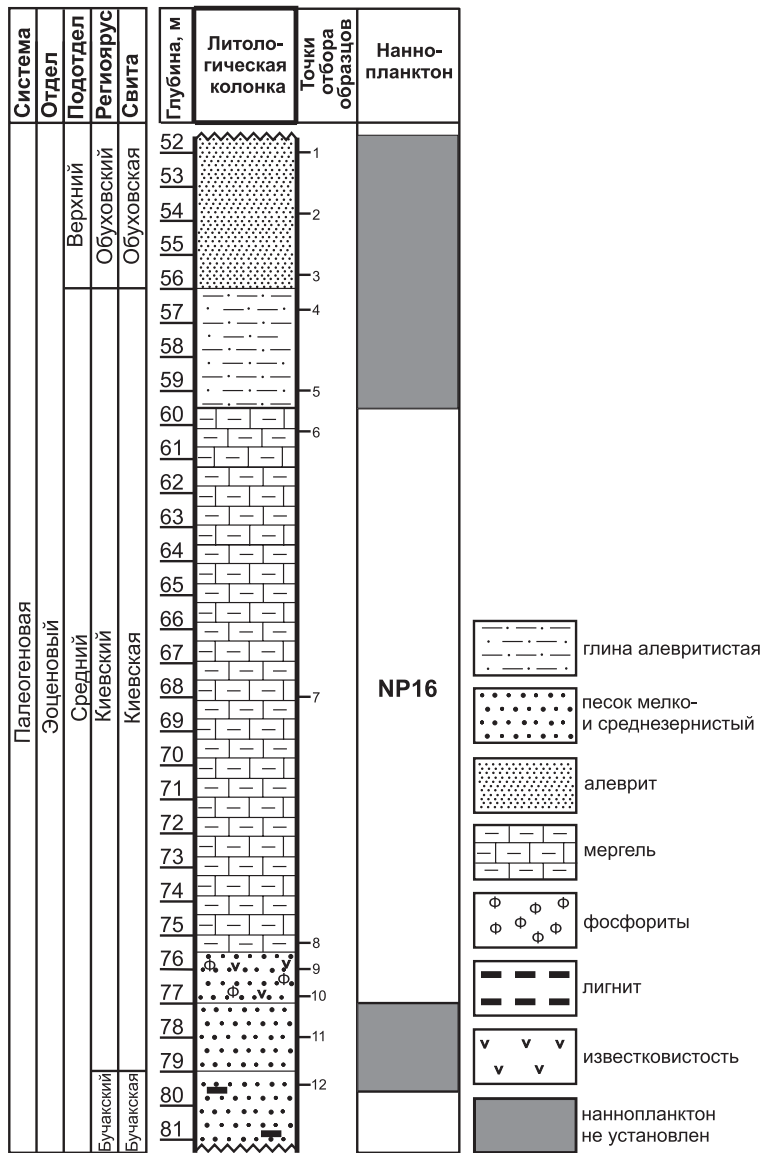 Система
Отдел
Подотдел
Региоярус
Свита
Глубина, м
Литоло-
гическая
колонка
Точки
отбора
образцов
Нанно-
планктон
Палеогеновая
Эоценовый
Верхний
Средний
Обуховский
Киевский
Бучакский
Обуховская
Киевская
Бучакская
52
53
54
55
56
57
58
59
60
61
62
63
64
65
66
67
68
69
70
71
72
73
74
75
76
77
78
79
80
81
1
2
3
4
5
6
7
8
9
10
11
12
NP16
Ф
v
v
Ф
Ф
v
глина алевритистая
песок мелко-
и среднезернистый
алеврит
мергель
Ф Ф Ф
Ф Ф Ф
Ф
фосфориты
лигнит
v v v
v v
известковистость
наннопланктон
не установлен